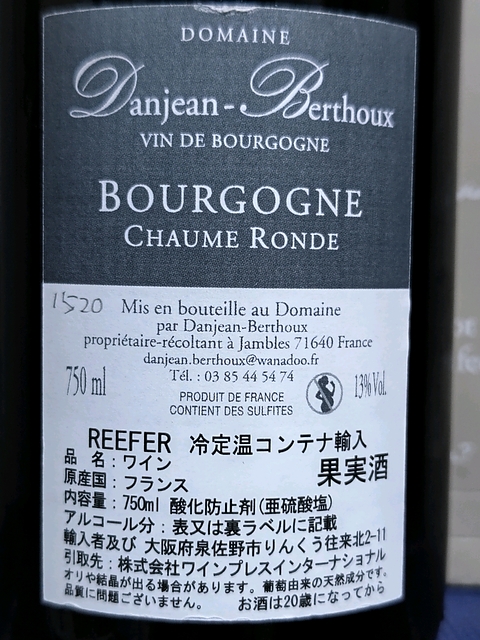 DOMAINE
Danjean-Berthoux
VIN DE BOURGOGNE
BOURGOGNE
CHAUME RONDE
1520
Mis en bouteille au Domaine
par Danjean-Berthoux
propriétaire-récoltant à Jambles 71640 France
danjean.berthoux@wanadoo.fr
Tél. : 03 85 44 54 74
750 ml
PRODUCT DE FRANCE
CONTIENT DES SULFITES
13% Vol.
REEFER 冷定温コンテナ輸入
品 名：ワイン
果実酒
原産国：フランス
内容量：750ml 酸化防止剤(亜硫酸塩)
アルコール分：表又は裏ラベルに記載
輸入者及び 大阪府泉佐野市りんくう往来北2-11
引取先：株式会社ワインプレスインターナショナル
オリや結晶が出る場合があります。葡萄由来の天然成分です。
品質に問題ございません。 お酒は20歳になってから